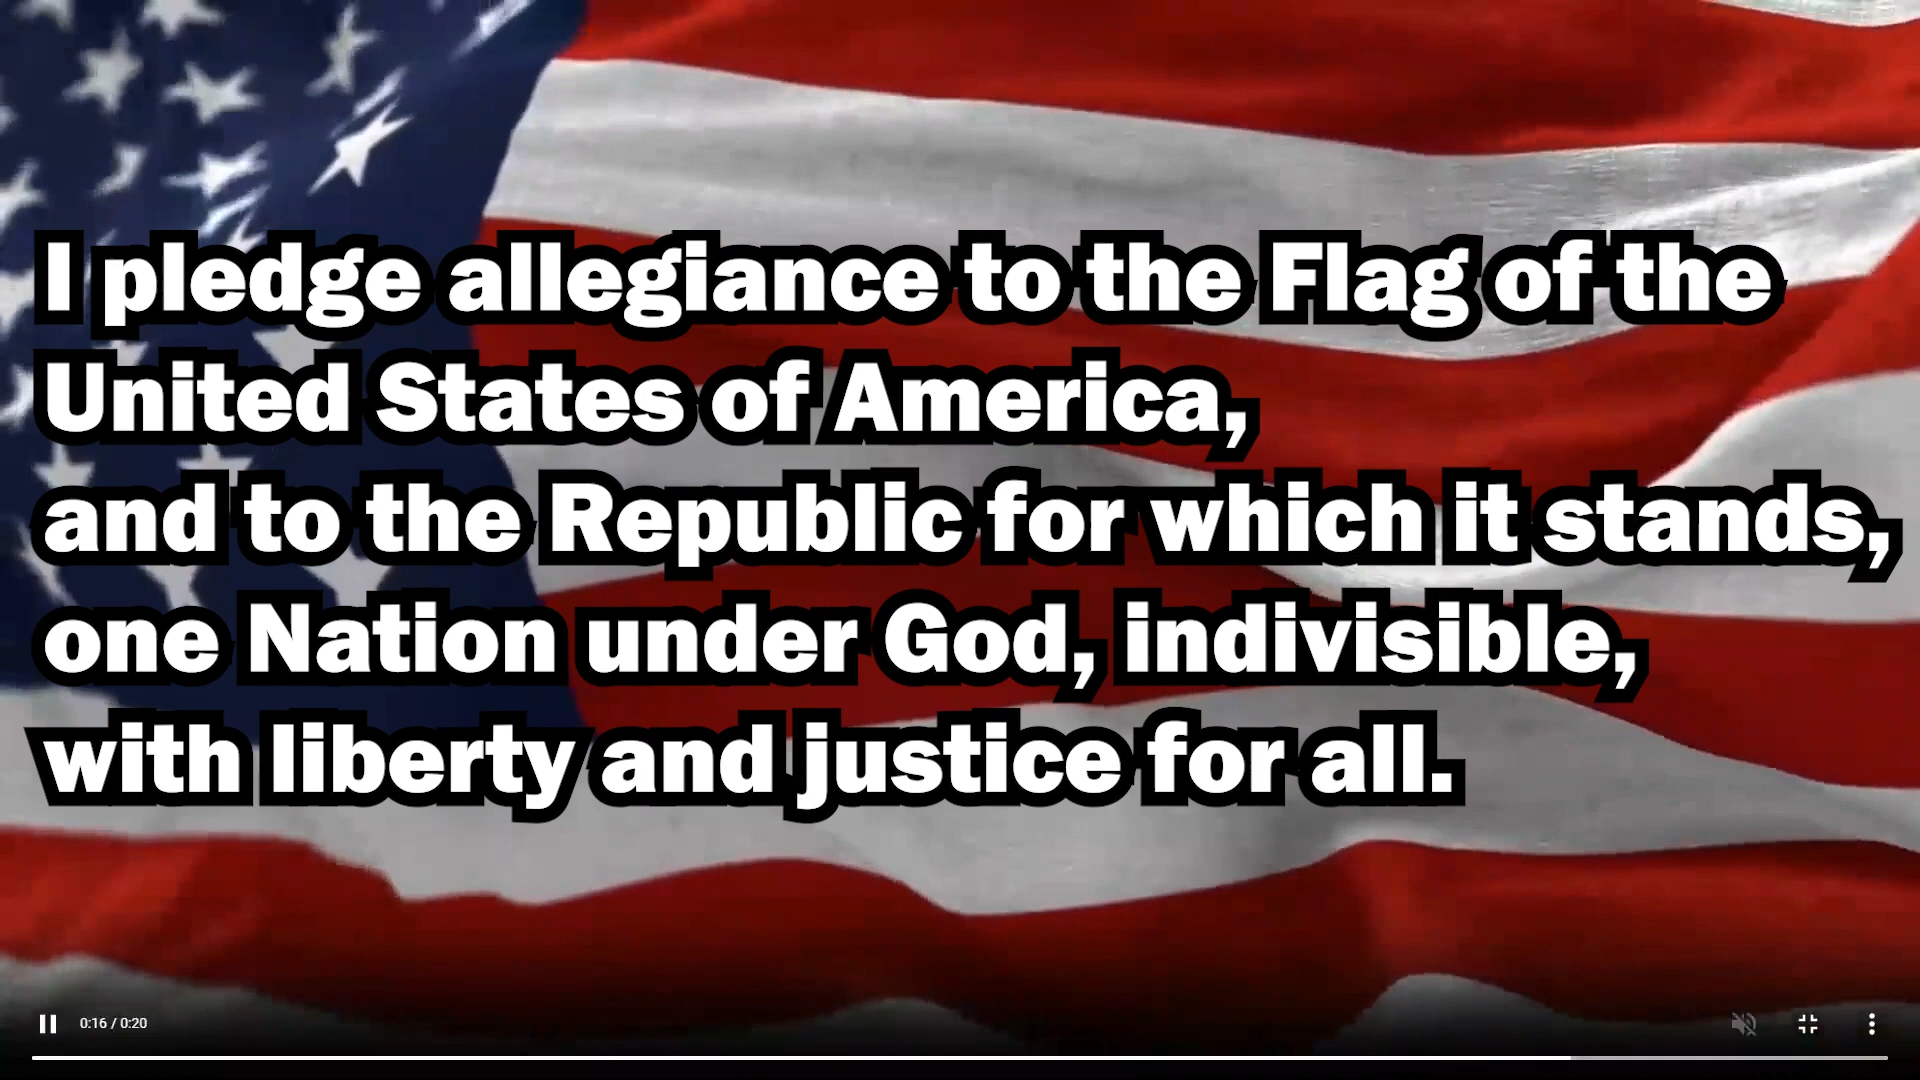 I pledge allegiance to the Flag of the
United States of America,
and to the Republic for which it stands,
one Nation under God, indivisible,
with liberty and justice for all.
0:16 / 0:20